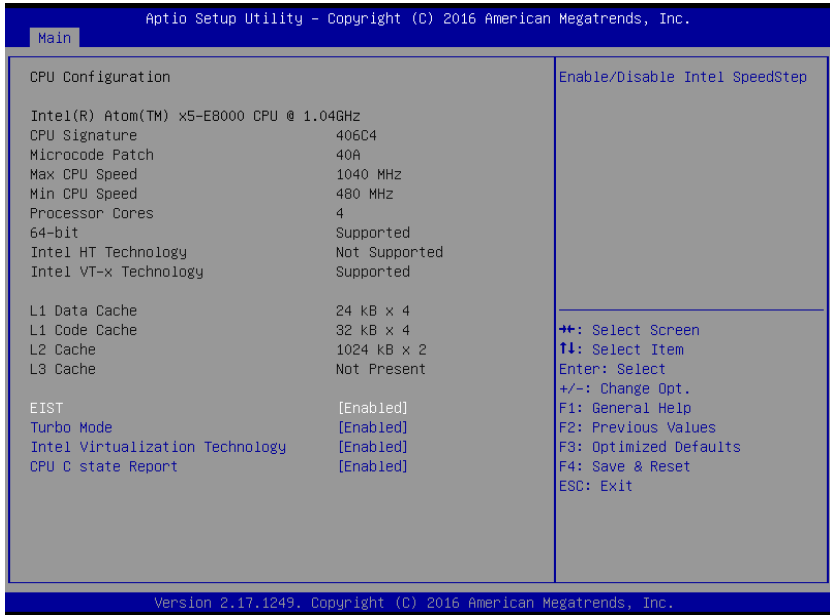 Aptio Setup Utility – Copyright (C) 2016 American Megatrends, Inc.
Main
CPU Configuration
Intel(R) Atom(TM) x5-E8000 CPU @ 1.04GHz
CPU Signature 406C4
Microcode Patch 40A
Max CPU Speed 1040 MHz
Min CPU Speed 480 MHz
Processor Cores 4
64-bit Supported
Intel HT Technology Not Supported
Intel VT-x Technology Supported
L1 Data Cache 24 kB x 4
L1 Code Cache 32 kB x 4
L2 Cache 1024 kB x 2
L3 Cache Not Present
EIST [Enabled]
Turbo Mode [Enabled]
Intel Virtualization Technology [Enabled]
CPU C state Report [Enabled]
Enable/Disable Intel SpeedStep
→←: Select Screen
↑↓: Select Item
Enter: Select
+/-: Change Opt.
F1: General Help
F2: Previous Values
F3: Optimized Defaults
F4: Save & Reset
ESC: Exit
Version 2.17.1249. Copyright (C) 2016 American Megatrends, Inc.